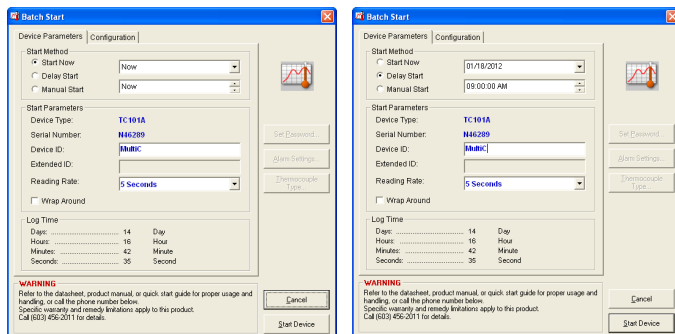 Batch Start
Device Parameters Configuration
Start Method
Start Now
Delay Start
Manual Start
Now
Now
Start Parameters
Device Type: TC101A
Serial Number: N46289
Device ID: MultiC
Extended ID:
Reading Rate: 5 Seconds
Wrap Around
Set Password...
Alarm Settings...
Thermocouple
Type...
Log Time
Days: 14 Day
Hours: 16 Hour
Minutes: 42 Minute
Seconds: 35 Second
WARNING
Refer to the datasheet, product manual, or quick start guide for proper usage and
handling, or call the phone number below.
Specific warranty and remedy limitations apply to this product.
Call (603) 456-2011 for details.
Cancel
Start Device
Batch Start
Device Parameters Configuration
Start Method
Start Now
Delay Start
Manual Start
01/18/2012
09:00:00 AM
Start Parameters
Device Type: TC101A
Serial Number: N46289
Device ID: MultiC
Extended ID:
Reading Rate: 5 Seconds
Wrap Around
Set Password...
Alarm Settings...
Thermocouple
Type...
Log Time
Days: 14 Day
Hours: 16 Hour
Minutes: 42 Minute
Seconds: 35 Second
WARNING
Refer to the datasheet, product manual, or quick start guide for proper usage and
handling, or call the phone number below.
Specific warranty and remedy limitations apply to this product.
Call (603) 456-2011 for details.
Cancel
Start Device